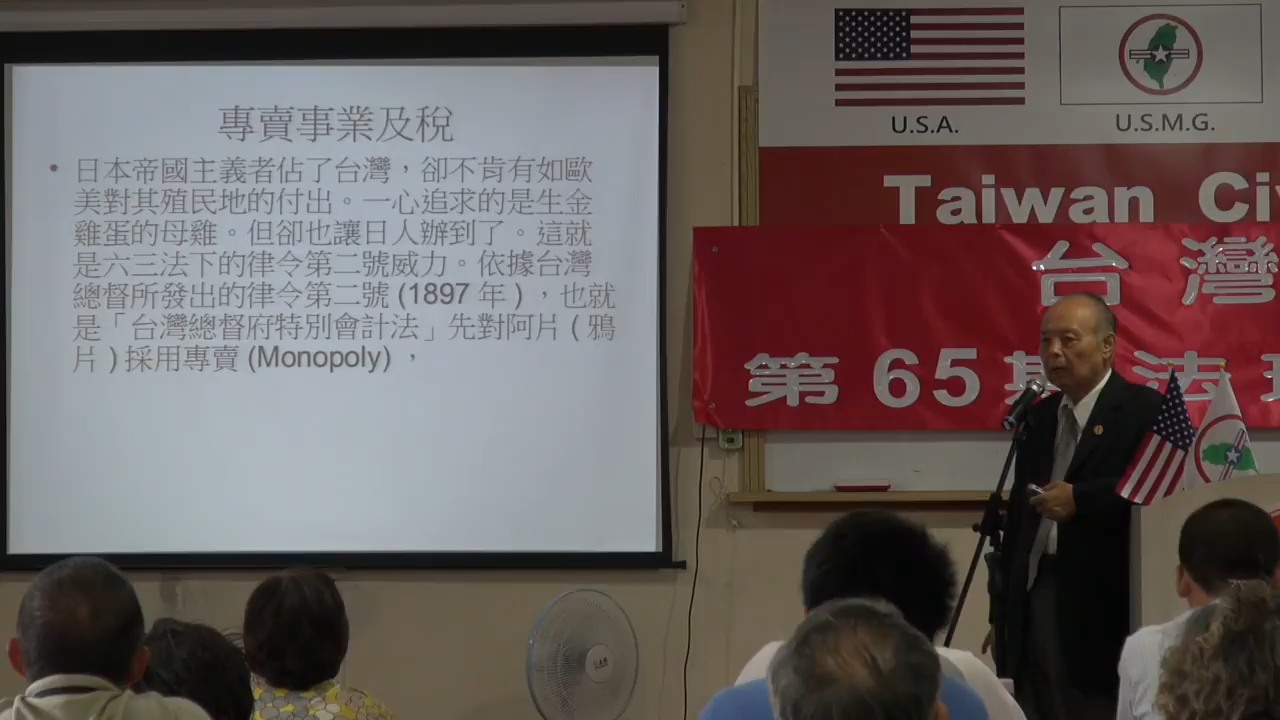 專賣事業及稅
• 日本帝國主義者佔了台灣，卻不肯有如歐
美對其殖民地的付出。一心追求的是生金
雞蛋的母雞。但卻也讓日人辦到了。這就
是六三法下的律令第二號威力。依據台灣
總督所發出的律令第二號 (1897 年 ) ，也就
是「台灣總督府特別會計法」先對阿片 ( 鴉
片 ) 採用專賣 (Monopoly) ，
U.S.A.
U.S.M.G.
Taiwan Ci
台灣
第65期法理